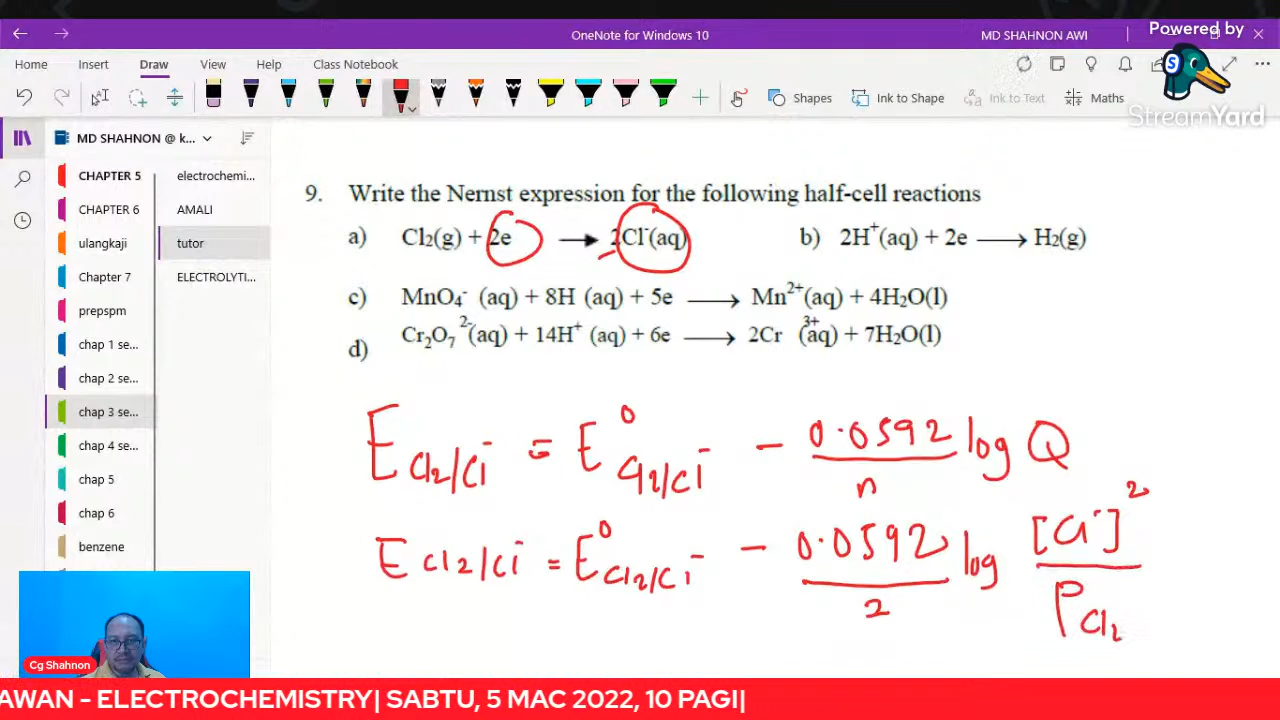 Powered by
OneNote for Windows 10
MD SHAHNON AWI
StreamYard
Home Insert Draw View Help Class Notebook
Shapes Ink to Shape Ink to Text Maths
MD SHAHNON @ k...
CHAPTER 5
CHAPTER 6
ulangkaji
Chapter 7
prepspm
chap 1 se...
chap 2 se...
chap 3 se...
chap 4 se...
chap 5
chap 6
benzene
electrochemi...
AMALI
tutor
ELECTROLYTI...
9. Write the Nernst expression for the following half-cell reactions
a) Cl₂(g) + 2e → 2Cl⁻(aq) b) 2H⁺(aq) + 2e → H₂(g)
c) MnO₄⁻ (aq) + 8H (aq) + 5e → Mn²⁺(aq) + 4H₂O(l)
d) Cr₂O₇²⁻(aq) + 14H⁺ (aq) + 6e → 2Cr³⁺(aq) + 7H₂O(l)
E Cl₂/Cl⁻ = E⁰ Cl₂/Cl⁻ − 0.0592/n log Q
E Cl₂/Cl⁻ = E⁰ Cl₂/Cl⁻ − 0.0592/2 log [Cl⁻]²/P Cl₂
Cg Shahnon
AWAN - ELECTROCHEMISTRY| SABTU, 5 MAC 2022, 10 PAGI|